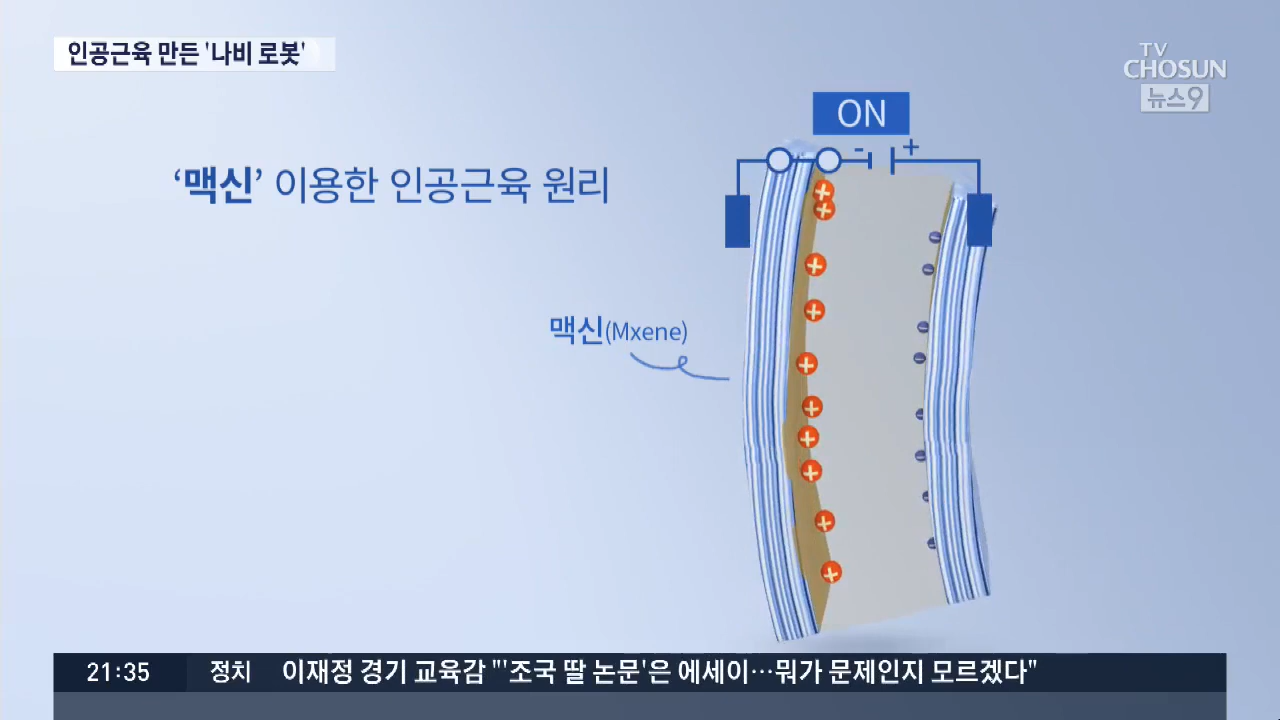 인공근육 만든 '나비 로봇'
TV
CHOSUN
뉴스9
ON
- +
‘맥신’ 이용한 인공근육 원리
맥신(Mxene)
21:35 정치 이재정 경기 교육감 "'조국 딸 논문'은 에세이…뭐가 문제인지 모르겠다"